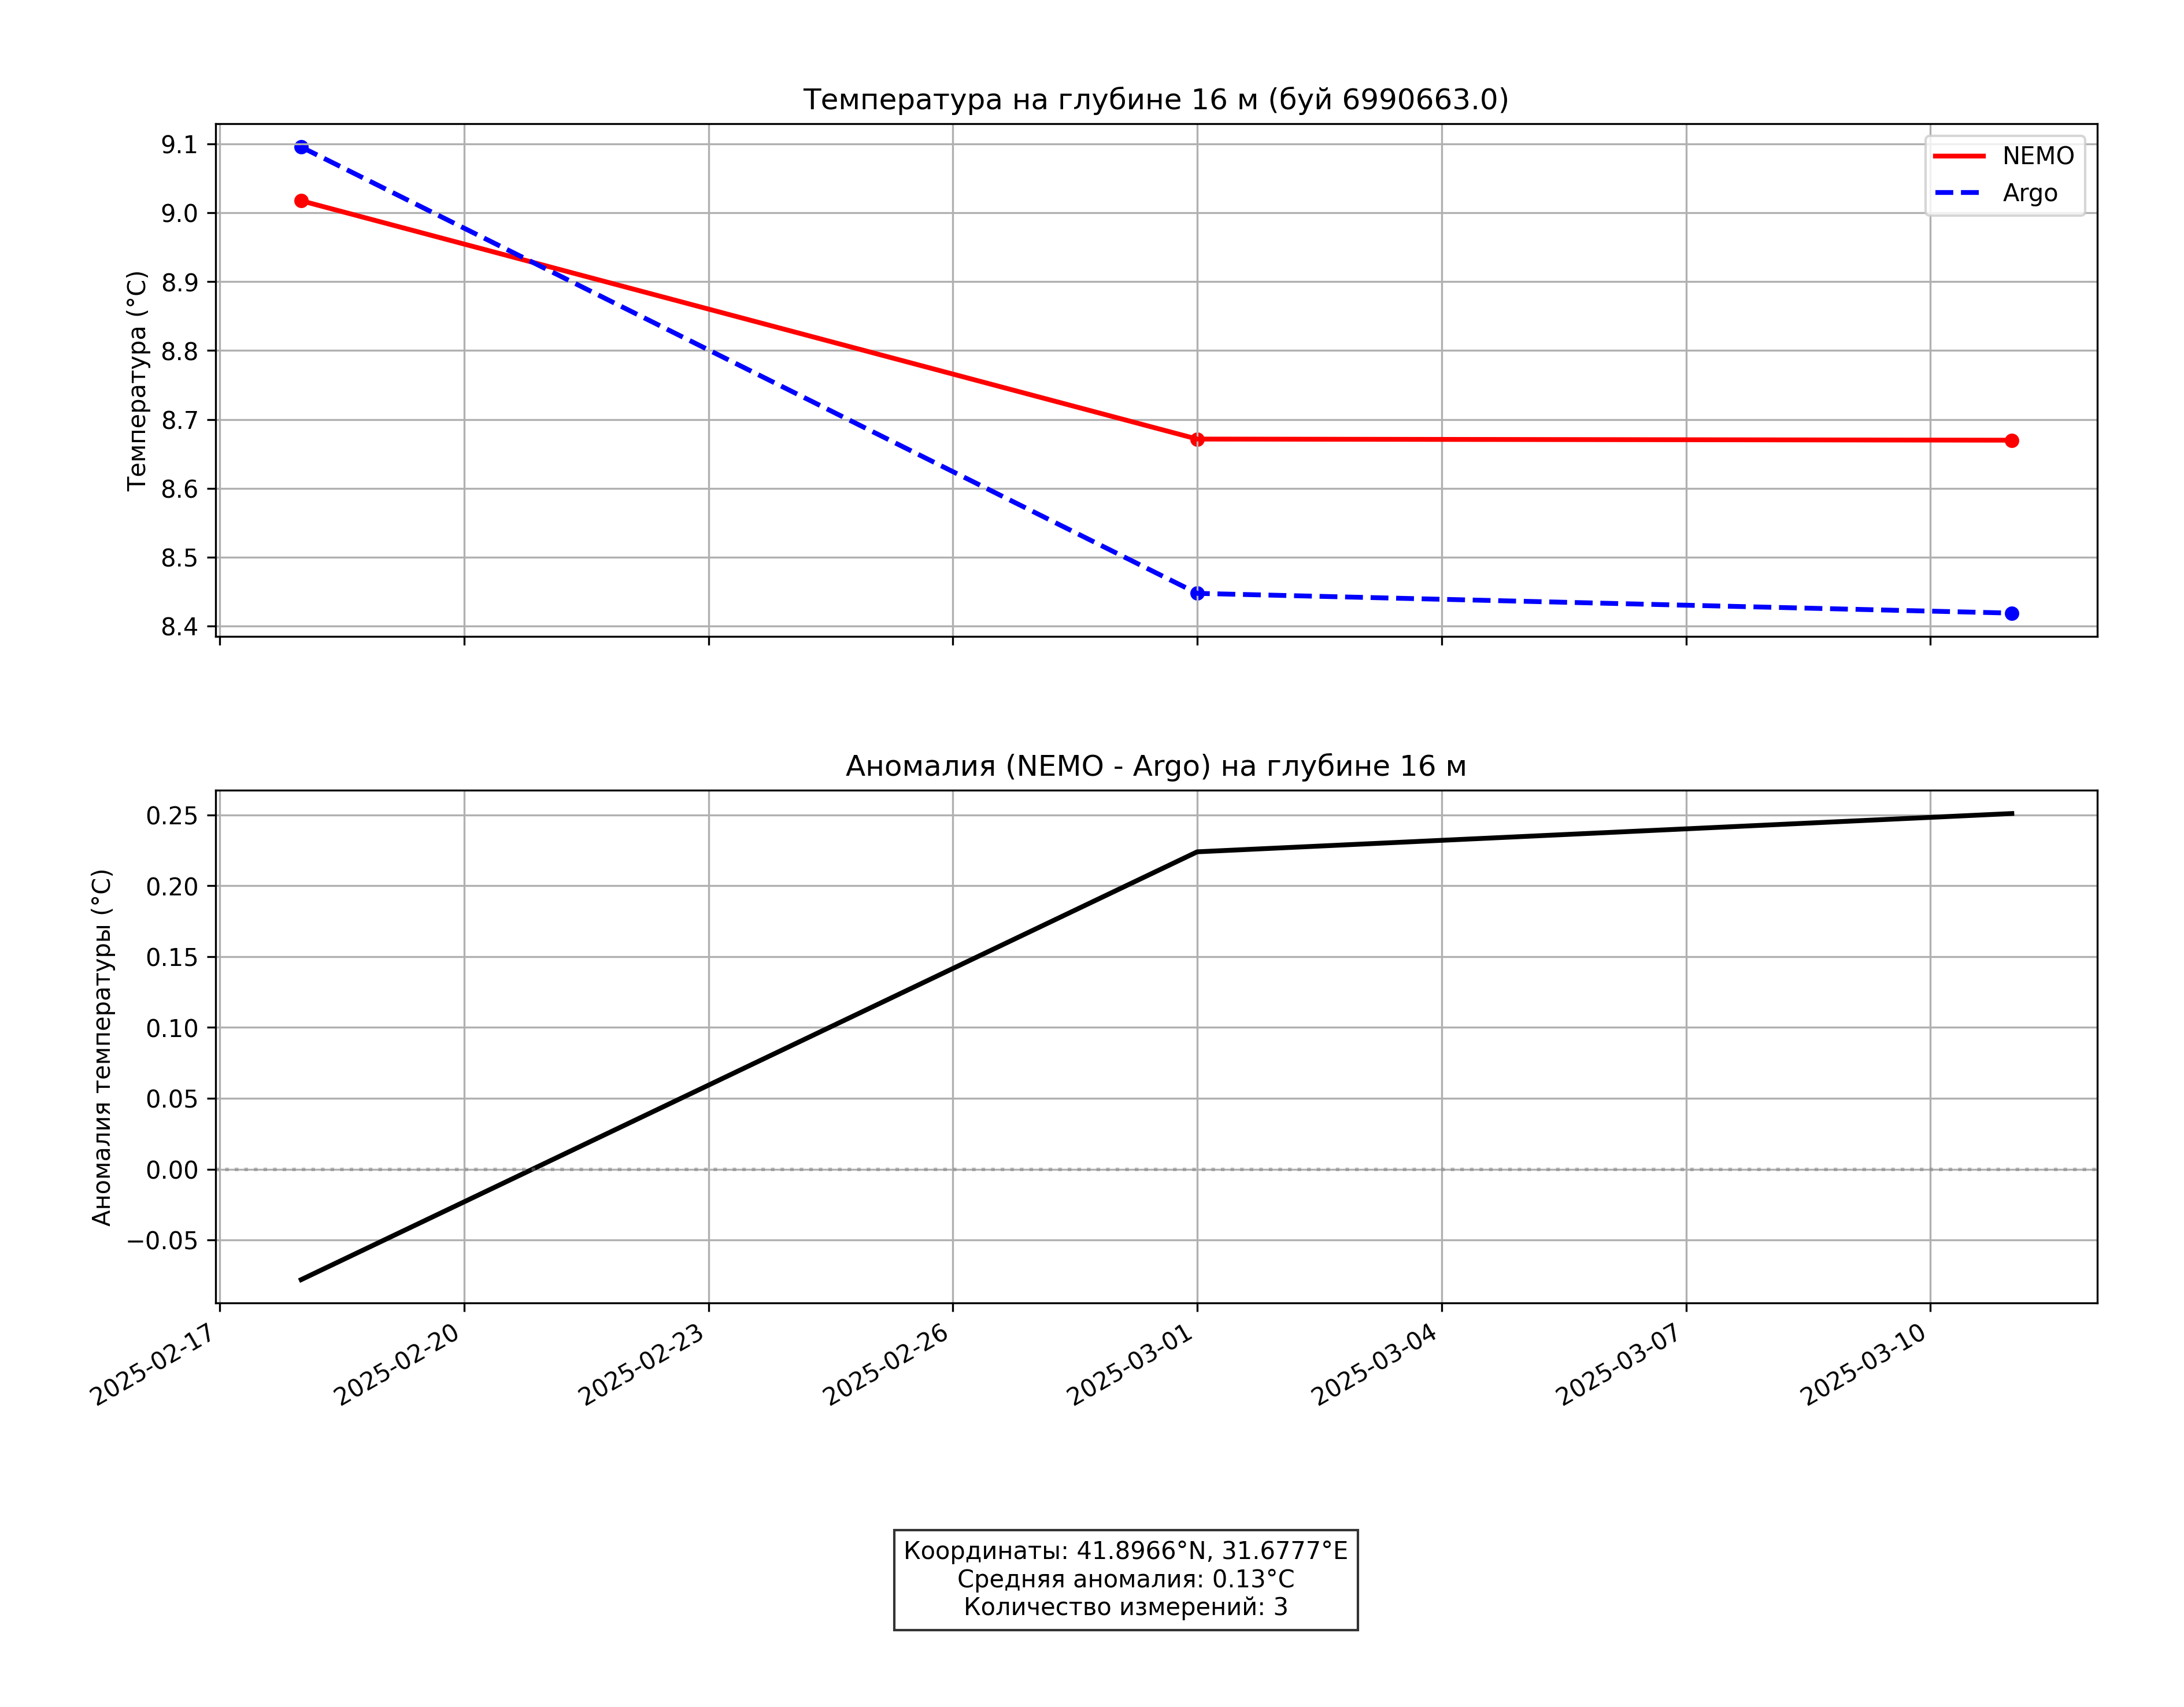 Температура на глубине 16 м (буй 6990663.0)
Температура (°C)
9.1
9.0
8.9
8.8
8.7
8.6
8.5
8.4
NEMO
Argo
Аномалия (NEMO - Argo) на глубине 16 м
Аномалия температуры (°C)
0.25
0.20
0.15
0.10
0.05
0.00
−0.05
2025-02-17
2025-02-20
2025-02-23
2025-02-26
2025-03-01
2025-03-04
2025-03-07
2025-03-10
Координаты: 41.8966°N, 31.6777°E
Средняя аномалия: 0.13°C
Количество измерений: 3